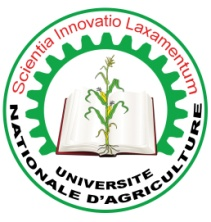 Scientia Innovatio Laxamentum
UNIVERSITE
NATIONALE D'AGRICULTURE